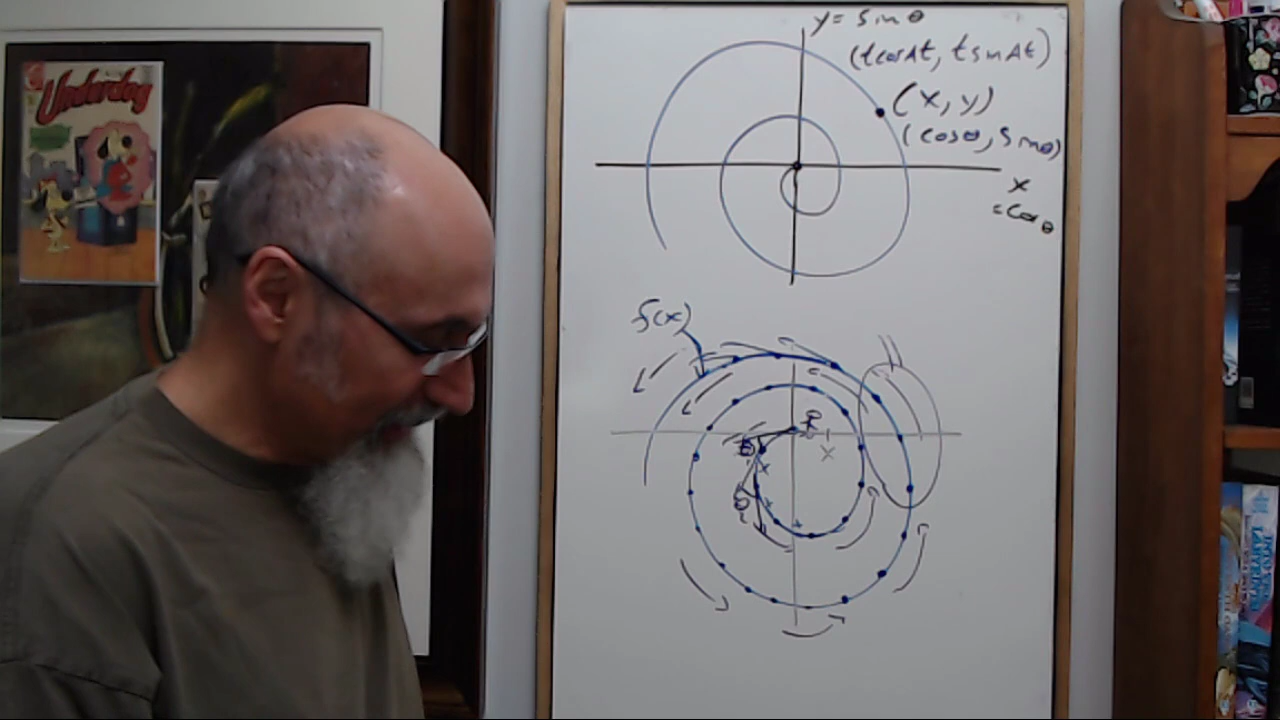 Underdog
y = sin θ
(t cos At, t sin At)
(x, y)
(cos θ, sin θ)
x
= cos θ
f(x)
x